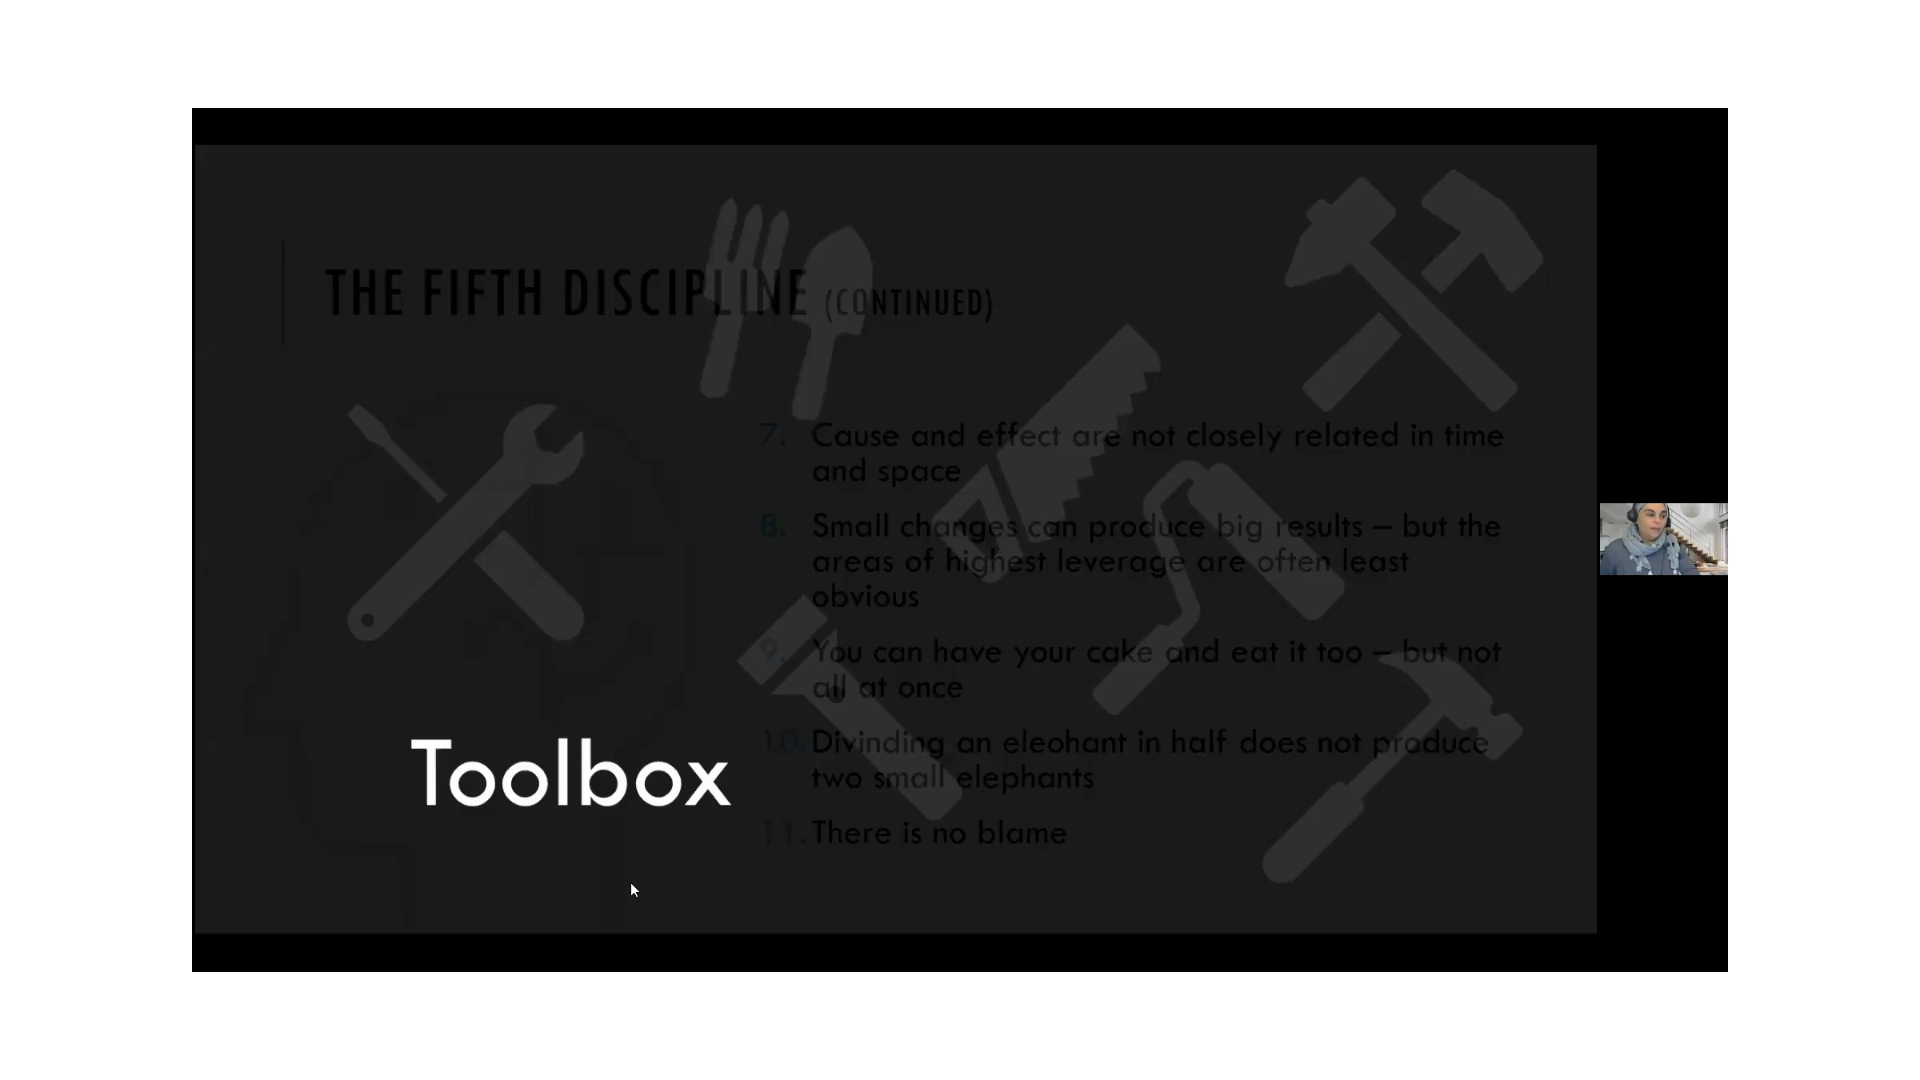 THE FIFTH DISCIPLINE (CONTINUED)
7. Cause and effect are not closely related in time
and space
8. Small changes can produce big results – but the
areas of highest leverage are often least
obvious
9. You can have your cake and eat it too – but not
all at once
10. Divinding an eleohant in half does not produce
two small elephants
11. There is no blame
Toolbox